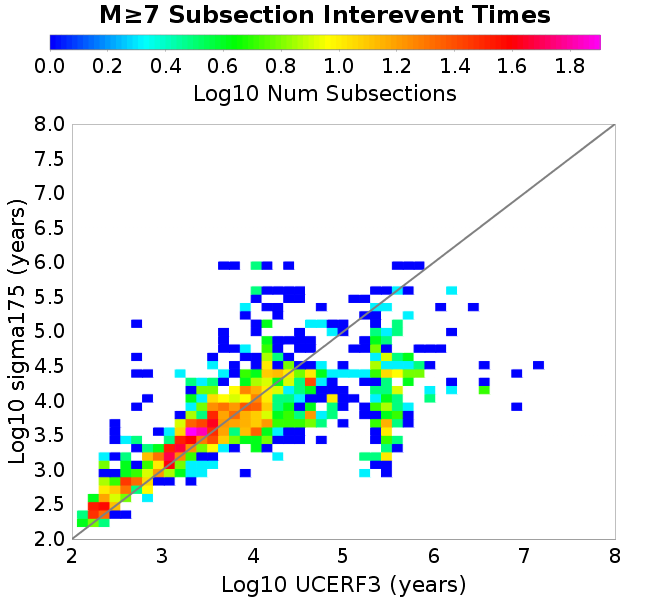 M≥7 Subsection Interevent Times
0.0 0.2 0.4 0.6 0.8 1.0 1.2 1.4 1.6 1.8
Log10 Num Subsections
Log10 sigma175 (years)
8.0
7.5
7.0
6.5
6.0
5.5
5.0
4.5
4.0
3.5
3.0
2.5
2.0
2 3 4 5 6 7 8
Log10 UCERF3 (years)